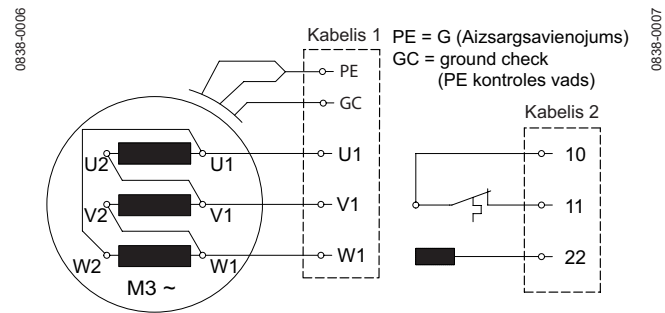 0838-0006
Kabelis 1
PE = G (Aizsargsavienojums)
GC = ground check
(PE kontroles vads)
0838-0007
PE
GC
Kabelis 2
U2
U1
U1
10
V2
V1
V1
11
W2
W1
W1
22
M3 ~